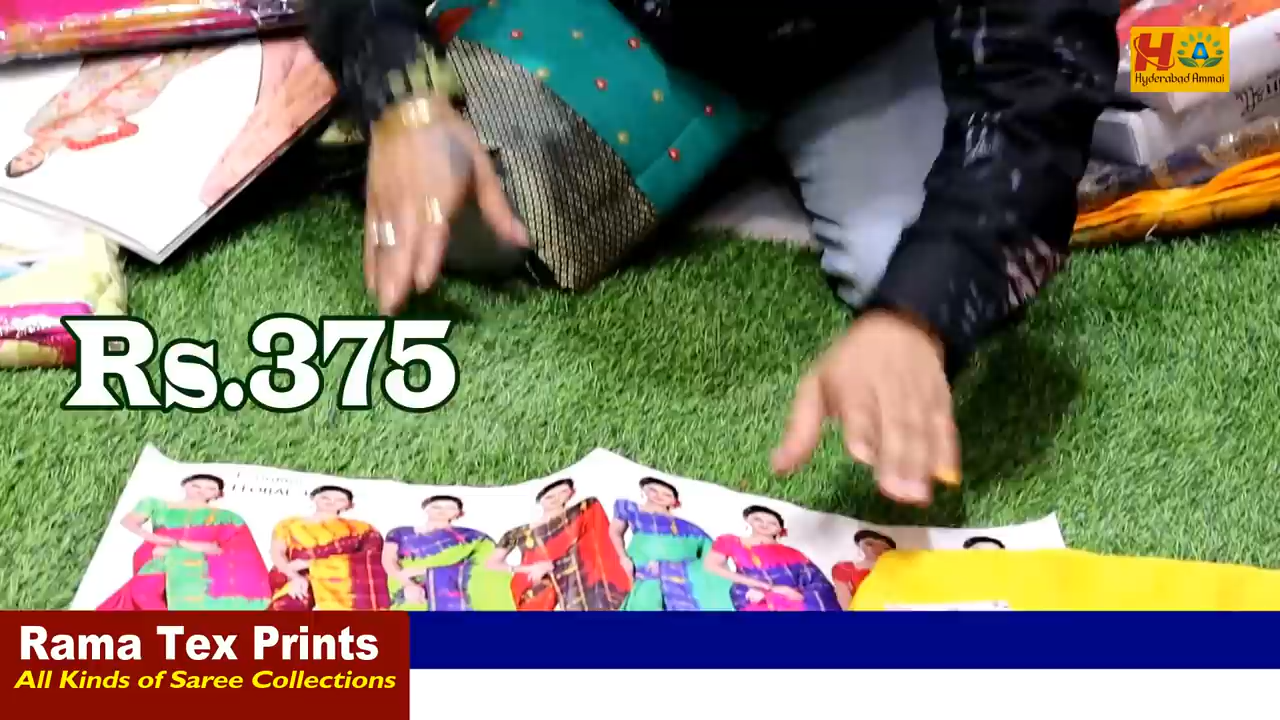 Hyderabad Ammai
Rs.375
Rama Tex Prints
All Kinds of Saree Collections